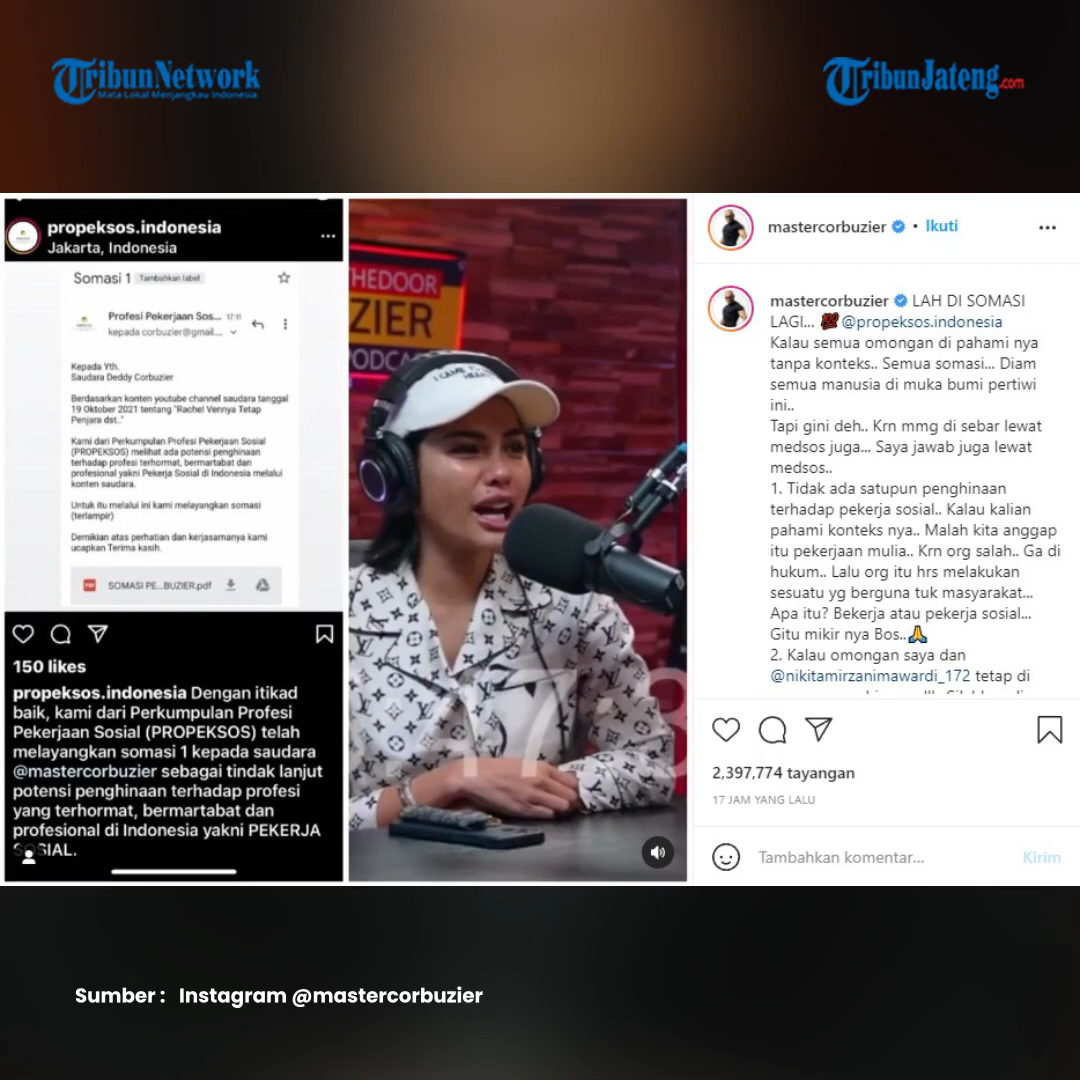 TribunNetwork
Mata Lokal Menjangkau Indonesia
TribunJateng.com
propeksos.indonesia
Jakarta, Indonesia
Somasi 1 Tambahkan label
Profesi Pekerjaan Sos... 17:11
kepada corbuzier@gmail....
Kepada Yth.
Saudara Deddy Corbuzier
Berdasarkan konten youtube channel saudara tanggal
19 Oktober 2021 tentang "Rachel Vennya Tetap
Penjara dst.."
Kami dari Perkumpulan Profesi Pekerjaan Sosial
(PROPEKSOS) melihat ada potensi penghinaan
terhadap profesi terhormat, bermartabat dan
profesional yakni Pekerja Sosial di Indonesia melalui
konten saudara.
Untuk itu melalui ini kami melayangkan somasi
(terlampir)
Demikian atas perhatian dan kerjasamanya kami
ucapkan Terima kasih.
PDF SOMASI PE...BUZIER.pdf
150 likes
propeksos.indonesia Dengan itikad
baik, kami dari Perkumpulan Profesi
Pekerjaan Sosial (PROPEKSOS) telah
melayangkan somasi 1 kepada saudara
@mastercorbuzier sebagai tindak lanjut
potensi penghinaan terhadap profesi
yang terhormat, bermartabat dan
profesional di Indonesia yakni PEKERJA
SOSIAL.
THEDOOR
ZIER
PODCA
I CAME
mastercorbuzier • Ikuti
mastercorbuzier LAH DI SOMASI
LAGI... 💯 @propeksos.indonesia
Kalau semua omongan di pahami nya
tanpa konteks.. Semua somasi... Diam
semua manusia di muka bumi pertiwi
ini..
Tapi gini deh.. Krn mmg di sebar lewat
medsos juga... Saya jawab juga lewat
medsos..
1. Tidak ada satupun penghinaan
terhadap pekerja sosial.. Kalau kalian
pahami konteks nya.. Malah kita anggap
itu pekerjaan mulia.. Krn org salah.. Ga di
hukum.. Lalu org itu hrs melakukan
sesuatu yg berguna tuk masyarakat...
Apa itu? Bekerja atau pekerja sosial...
Gitu mikir nya Bos..🙏
2. Kalau omongan saya dan
@nikitamirzanimawardi_172 tetap di
2,397,774 tayangan
17 JAM YANG LALU
Tambahkan komentar... Kirim
Sumber : Instagram @mastercorbuzier